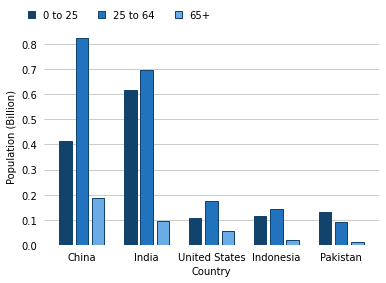 0 to 25 25 to 64 65+
0.8
0.7
0.6
0.5
0.4
0.3
0.2
0.1
0.0
Population (Billion)
China India United States Indonesia Pakistan
Country